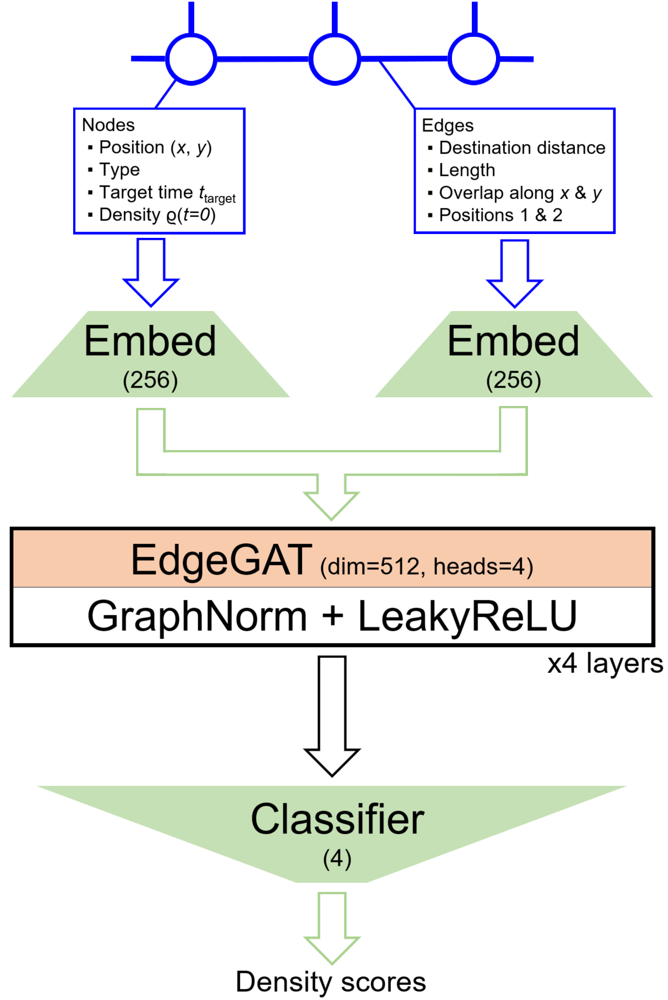 Nodes
▪ Position (x, y)
▪ Type
▪ Target time t_target
▪ Density ϱ(t=0)
Edges
▪ Destination distance
▪ Length
▪ Overlap along x & y
▪ Positions 1 & 2
Embed
(256)
Embed
(256)
EdgeGAT (dim=512, heads=4)
GraphNorm + LeakyReLU
x4 layers
Classifier
(4)
Density scores